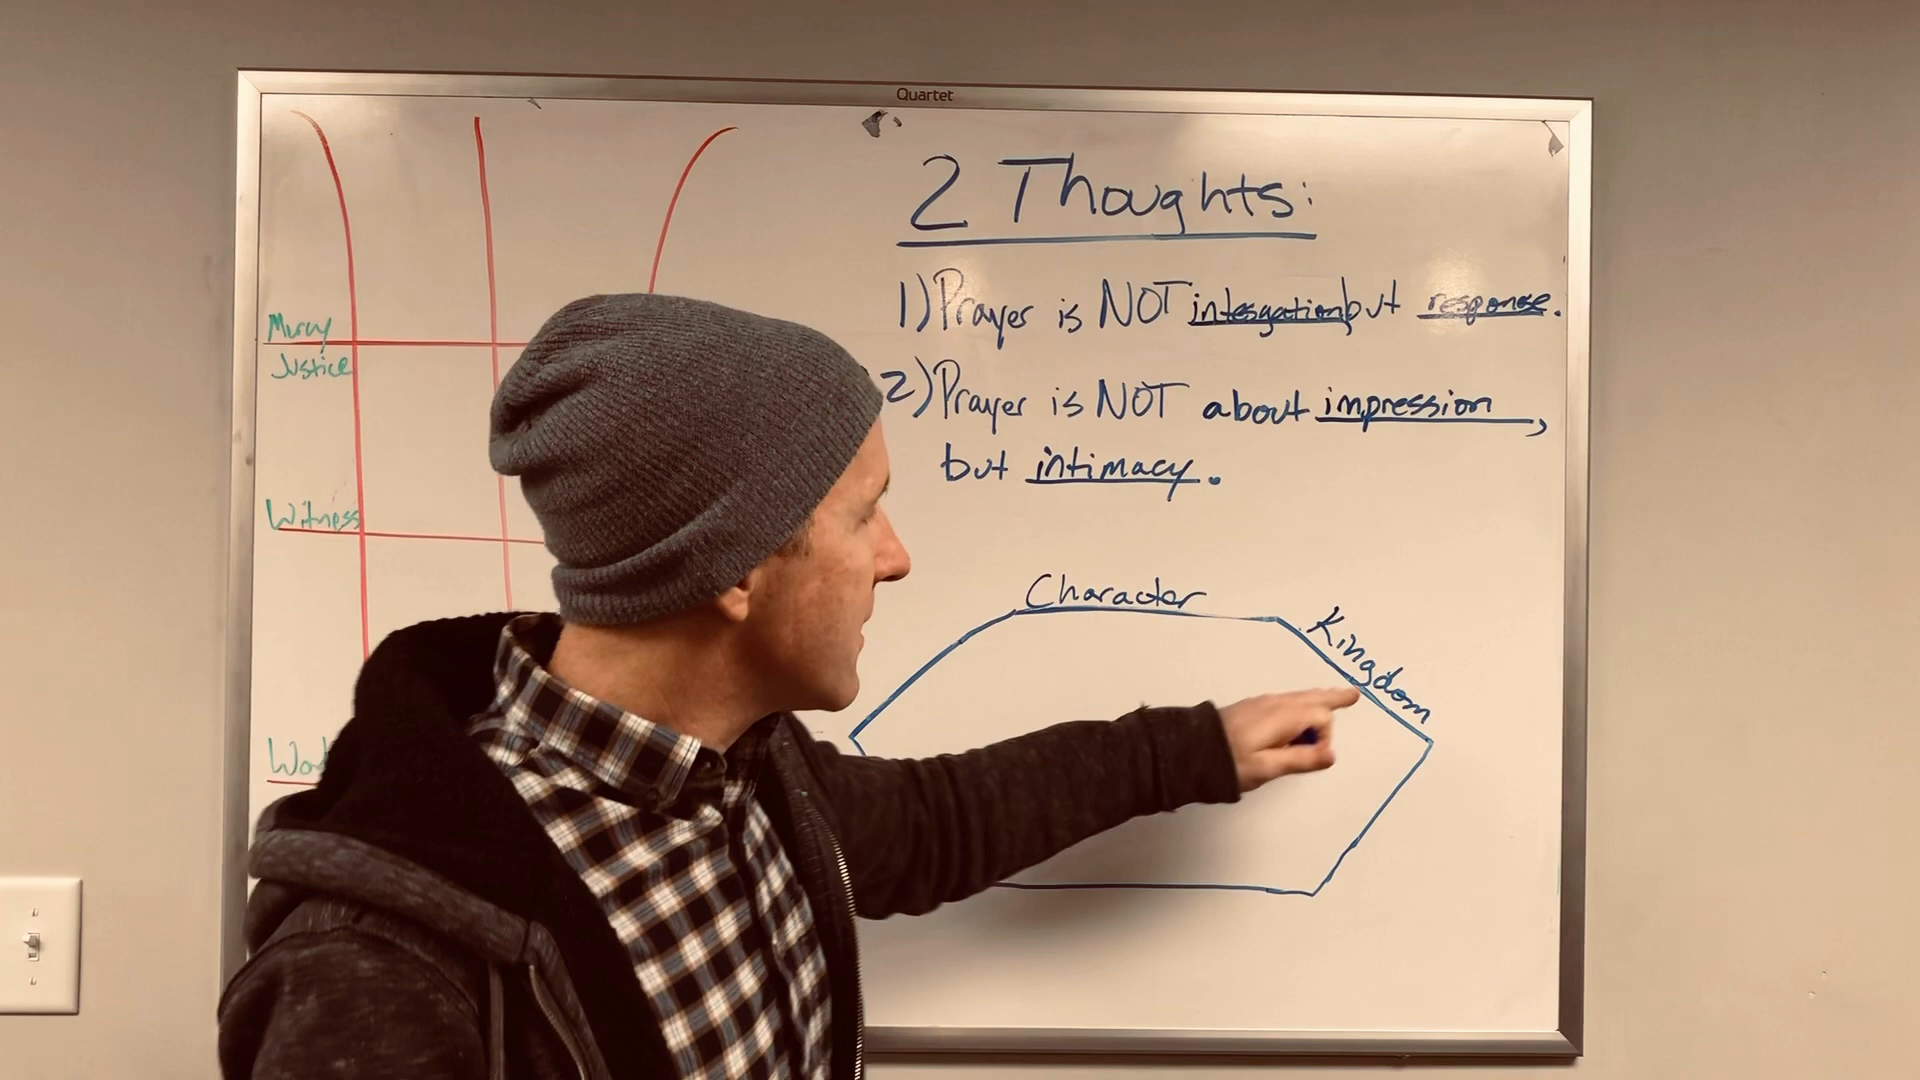 Quartet
2 Thoughts:
1) Prayer is NOT intesgation but response.
2) Prayer is NOT about impression,
but intimacy.
Mercy
Justice
Witness
Character
Kingdom